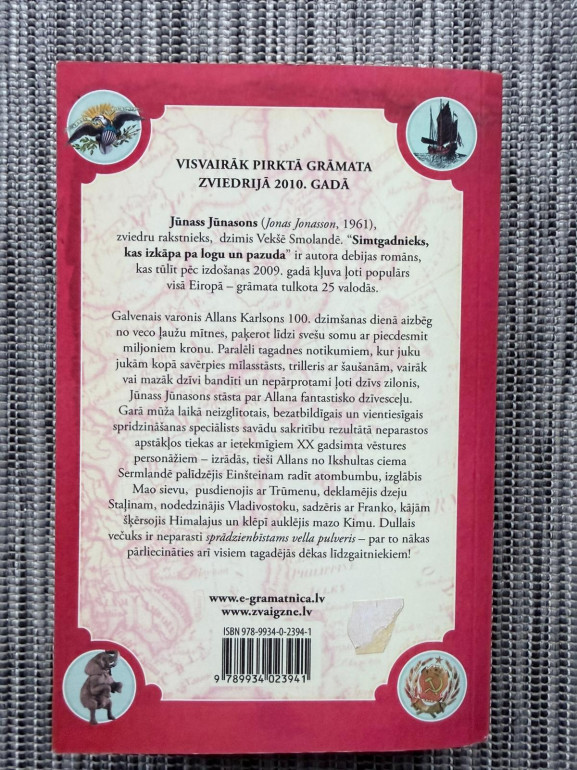 VISVAIRĀK PIRKTĀ GRĀMATA
ZVIEDRIJĀ 2010. GADĀ
Jūnass Jūnasons (Jonas Jonasson, 1961),
zviedru rakstnieks, dzimis Vekšē Smolandē. "Simtgadnieks,
kas izkāpa pa logu un pazuda" ir autora debijas romāns,
kas tūlīt pēc izdošanas 2009. gadā kļuva ļoti populārs
visā Eiropā – grāmata tulkota 25 valodās.
Galvenais varonis Allans Karlsons 100. dzimšanas dienā aizbēg
no veco ļaužu mītnes, paķerot līdzi svešu somu ar piecdesmit
miljoniem kronu. Paralēli tagadnes notikumiem, kur juku
jukām kopā savērpies mīlasstāsts, trilleris ar šaušanām, vairāk
vai mazāk dzīvi bandīti un nepārprotami ļoti dzīvs zilonis,
Jūnass Jūnasons stāsta par Allana fantastisko dzīvesceļu.
Garā mūža laikā neizglītotais, bezatbildīgais un vientiesīgais
spridzināšanas speciālists savādu sakritību rezultātā neparastos
apstākļos tiekas ar ietekmīgiem XX gadsimta vēstures
personāžiem – izrādās, tieši Allans no Ikshultas ciema
Sermlandē palīdzējis Einšteinam radīt atombumbu, izglābis
Mao sievu, pusdienojis ar Trūmenu, deklamējis dzeju
Staļinam, nodedzinājis Vladivostoku, sadzēris ar Franko, kājām
šķērsojis Himalajus un klēpī auklējis mazo Kimu. Dullais
večuks ir neparasti sprādzienbīstams vella pulveris – par to nākas
pārliecināties arī visiem tagadējās dēkas līdzgaitniekiem!
www.e-gramatnica.lv
www.zvaigzne.lv
ISBN 978-9934-0-2394-1
9 789934 023941